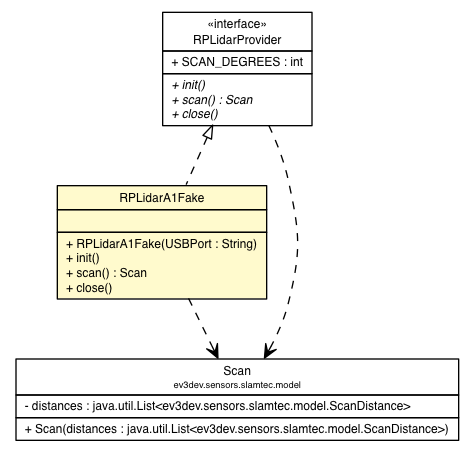 «interface»
RPLidarProvider
+ SCAN_DEGREES : int
+ init()
+ scan() : Scan
+ close()
RPLidarA1Fake
+ RPLidarA1Fake(USBPort : String)
+ init()
+ scan() : Scan
+ close()
Scan
ev3dev.sensors.slamtec.model
- distances : java.util.List<ev3dev.sensors.slamtec.model.ScanDistance>
+ Scan(distances : java.util.List<ev3dev.sensors.slamtec.model.ScanDistance>)